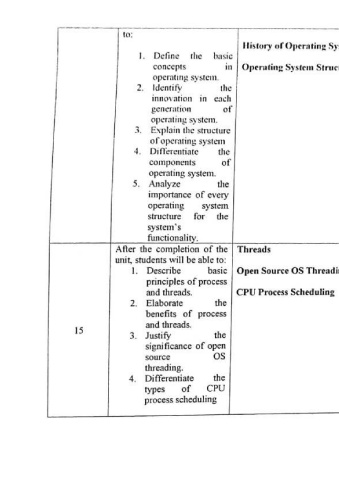 to:
History of Operating Sy
1. Define the basic
concepts in
Operating System Struc
operating system.
2. Identify the
innovation in each
generation of
operating system.
3. Explain the structure
of operating system
4. Differentiate the
components of
operating system.
5. Analyze the
importance of every
operating system
structure for the
system's
functionality.
15
After the completion of the
unit, students will be able to:
1. Describe basic
principles of process
and threads.
2. Elaborate the
benefits of process
and threads.
3. Justify the
significance of open
source OS
threading.
4. Differentiate the
types of CPU
process scheduling
Threads
Open Source OS Threadi
CPU Process Scheduling